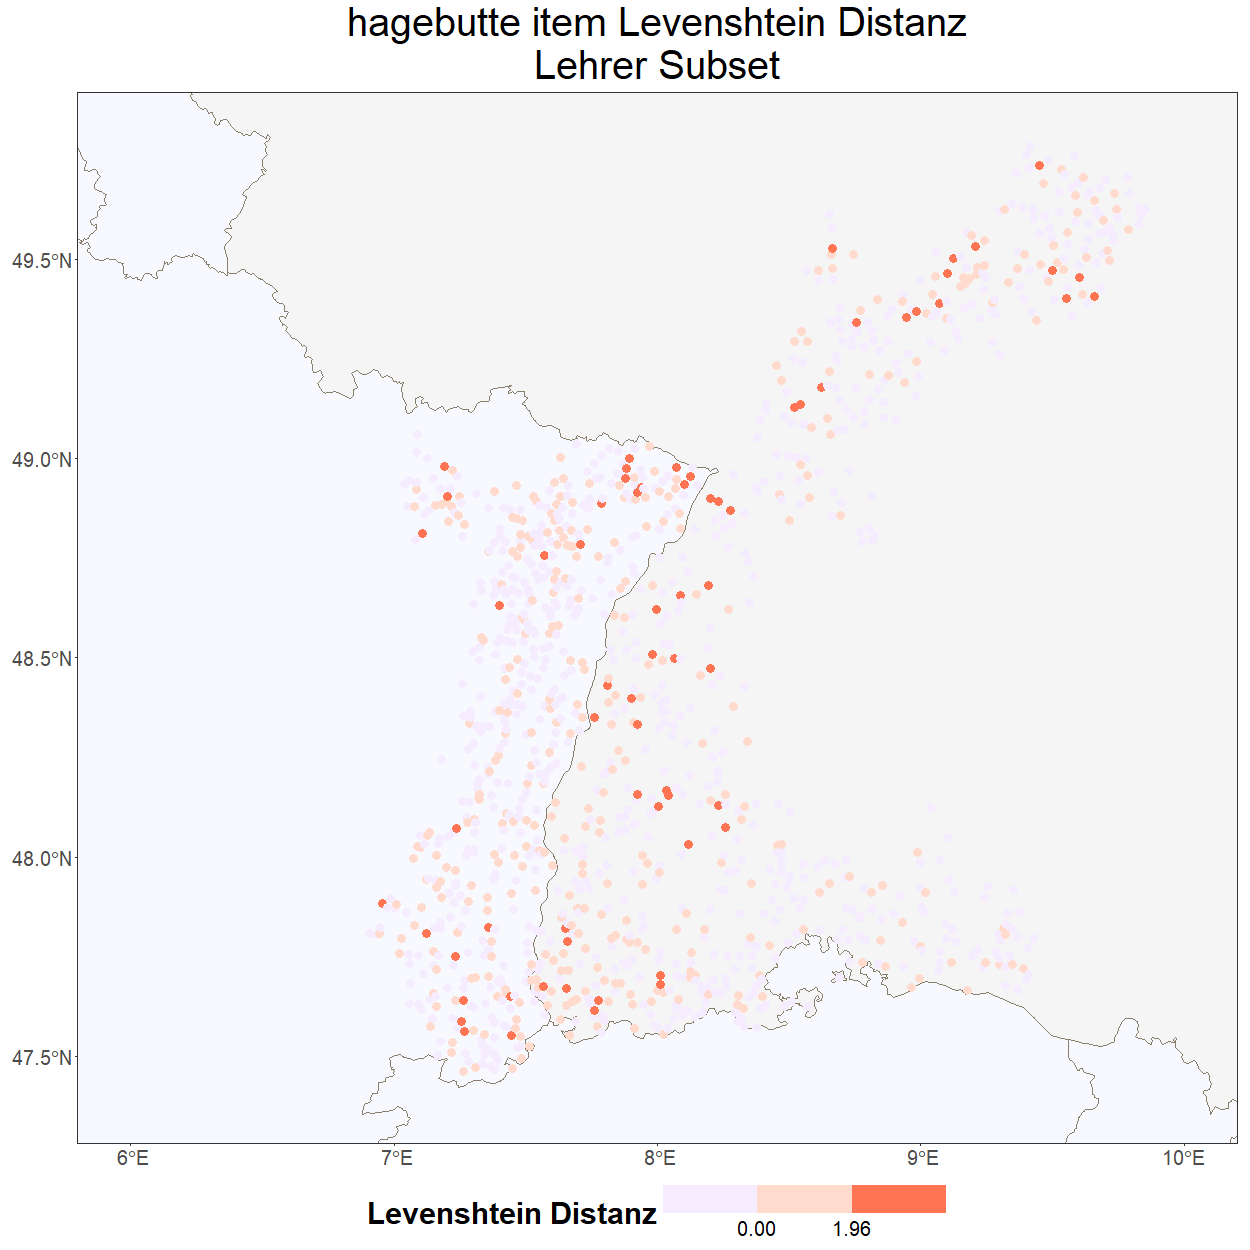 hagebutte item Levenshtein Distanz
Lehrer Subset
49.5°N
49.0°N
48.5°N
48.0°N
47.5°N
6°E 7°E 8°E 9°E 10°E
Levenshtein Distanz
0.00 1.96